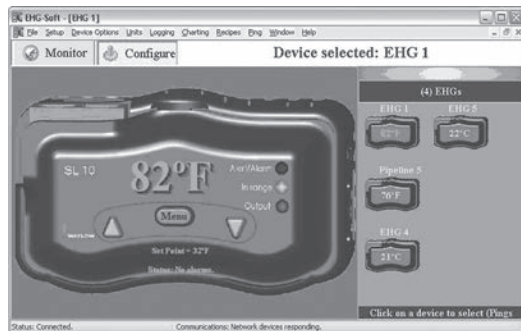 EHG-Soft - [EHG 1]
File Setup Device Options Units Logging Charting Recipes Ping Window Help
Monitor Configure Device selected: EHG 1
(4) EHGs
EHG 1 EHG 5
82°F 22°C
Pipeline 5
76°F
EHG 4
21°C
SL 10
82°F
Alert/Alarm
In range
Output
Menu
WATLOW
Set Point = 32°F
Status: No alarms.
Click on a device to select (Pings
Status: Connected. Communications: Network devices responding.